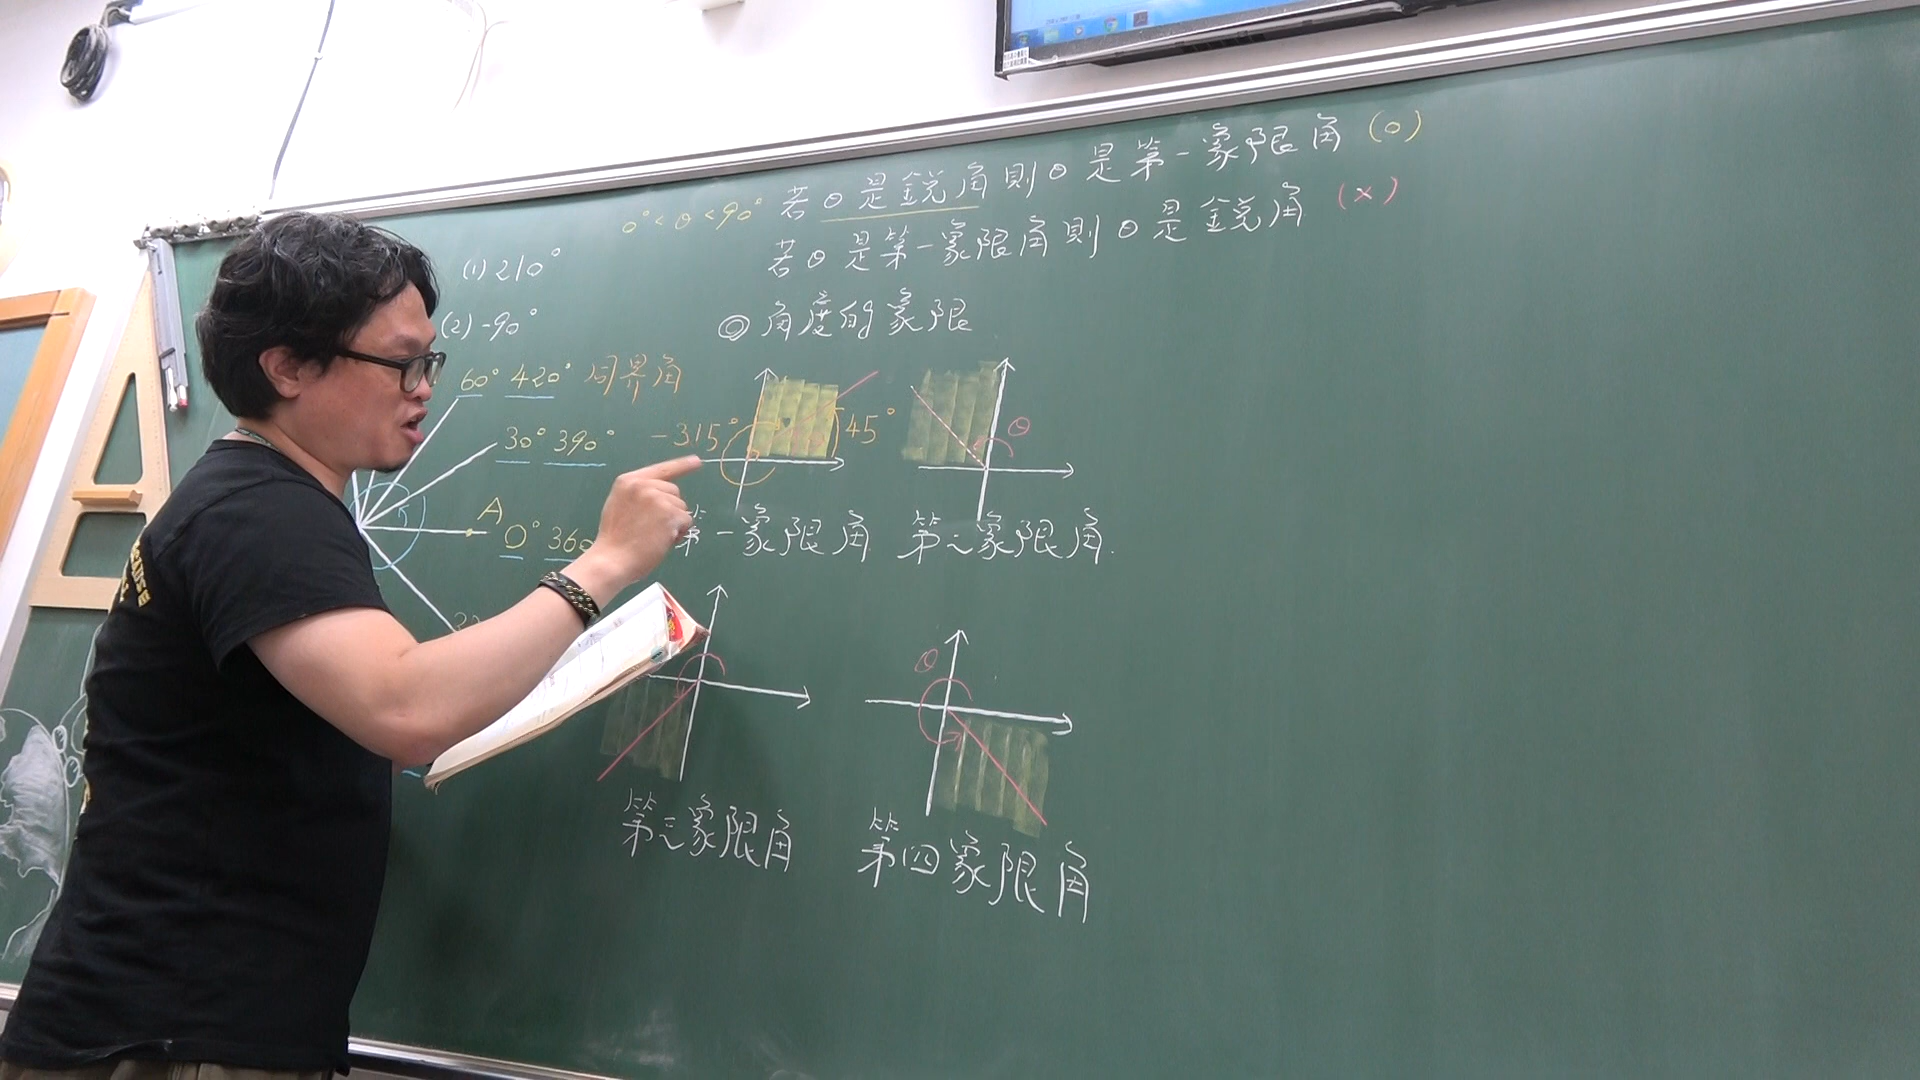 0°<θ<90° 若θ是銳角則θ是第一象限角 (○)
若θ是第一象限角則θ是銳角 (×)
(1) 210°
(2) -90°
◎角度的象限
60° 420° 同界角
30° 390°
-315°
45°
θ
A
0° 360
第一象限角
第二象限角
θ
第三象限角
第四象限角